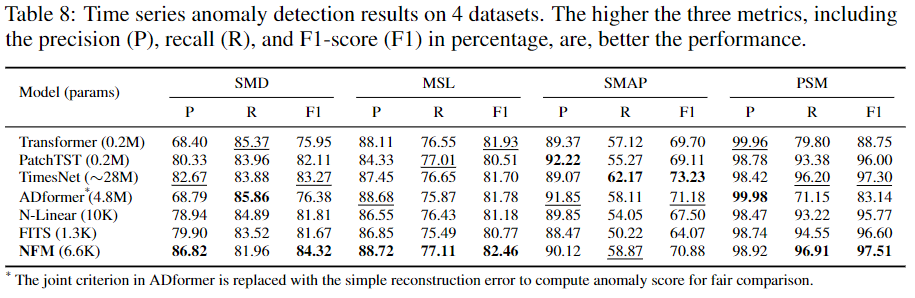 Table 8: Time series anomaly detection results on 4 datasets. The higher the three metrics, including
the precision (P), recall (R), and F1-score (F1) in percentage, are, better the performance.
Model (params) SMD MSL SMAP PSM
P R F1 P R F1 P R F1 P R F1
Transformer (0.2M) 68.40 85.37 75.95 88.11 76.55 81.93 89.37 57.12 69.70 99.96 79.80 88.75
PatchTST (0.2M) 80.33 83.96 82.11 84.33 77.01 80.51 92.22 55.27 69.11 98.78 93.38 96.00
TimesNet (~28M) 82.67 83.88 83.27 87.45 76.65 81.70 89.07 62.17 73.23 98.42 96.20 97.30
ADformer*(4.8M) 68.79 85.86 76.38 88.68 75.87 81.78 91.85 58.11 71.18 99.98 71.15 83.14
N-Linear (10K) 78.94 84.89 81.81 86.55 76.43 81.18 89.85 54.05 67.50 98.47 93.22 95.77
FITS (1.3K) 79.90 83.52 81.67 86.85 75.49 80.77 88.47 50.22 64.07 98.74 94.55 96.60
NFM (6.6K) 86.82 81.96 84.32 88.72 77.11 82.46 90.12 58.87 70.88 98.92 96.91 97.51
* The joint criterion in ADformer is replaced with the simple reconstruction error to compute anomaly score for fair comparison.